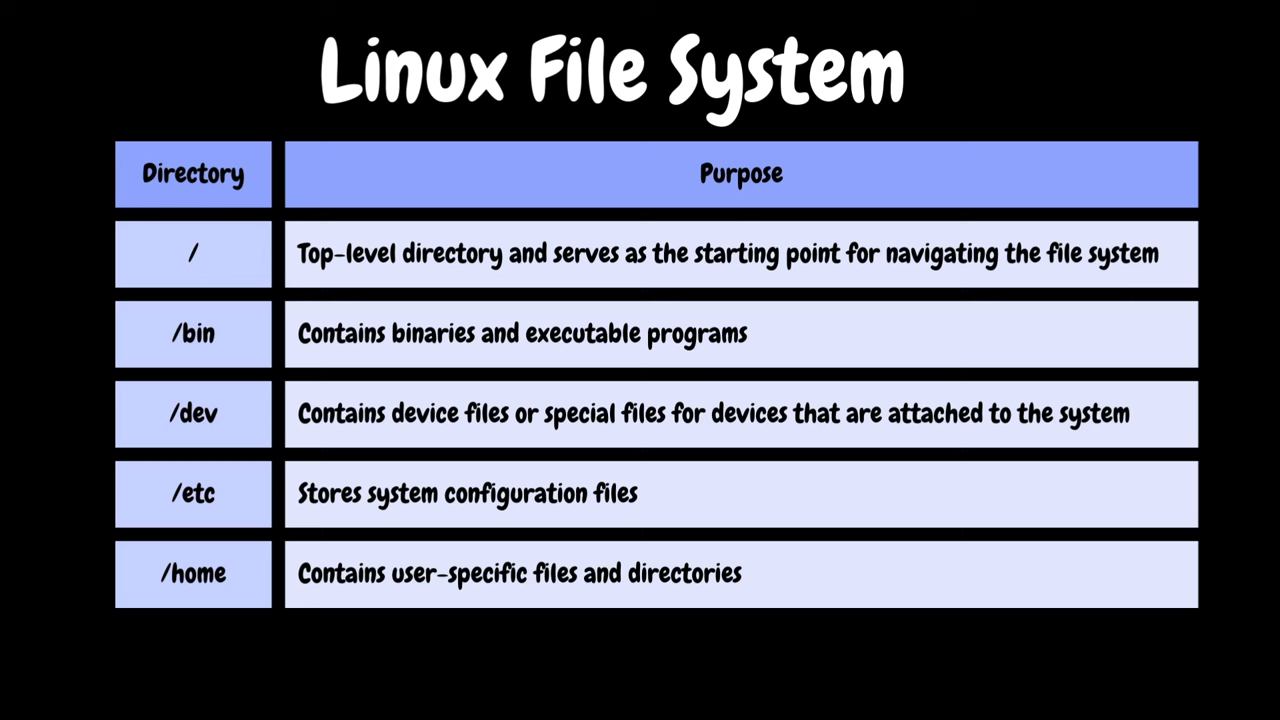 Linux File System
Directory Purpose
/ Top-level directory and serves as the starting point for navigating the file system
/bin Contains binaries and executable programs
/dev Contains device files or special files for devices that are attached to the system
/etc Stores system configuration files
/home Contains user-specific files and directories